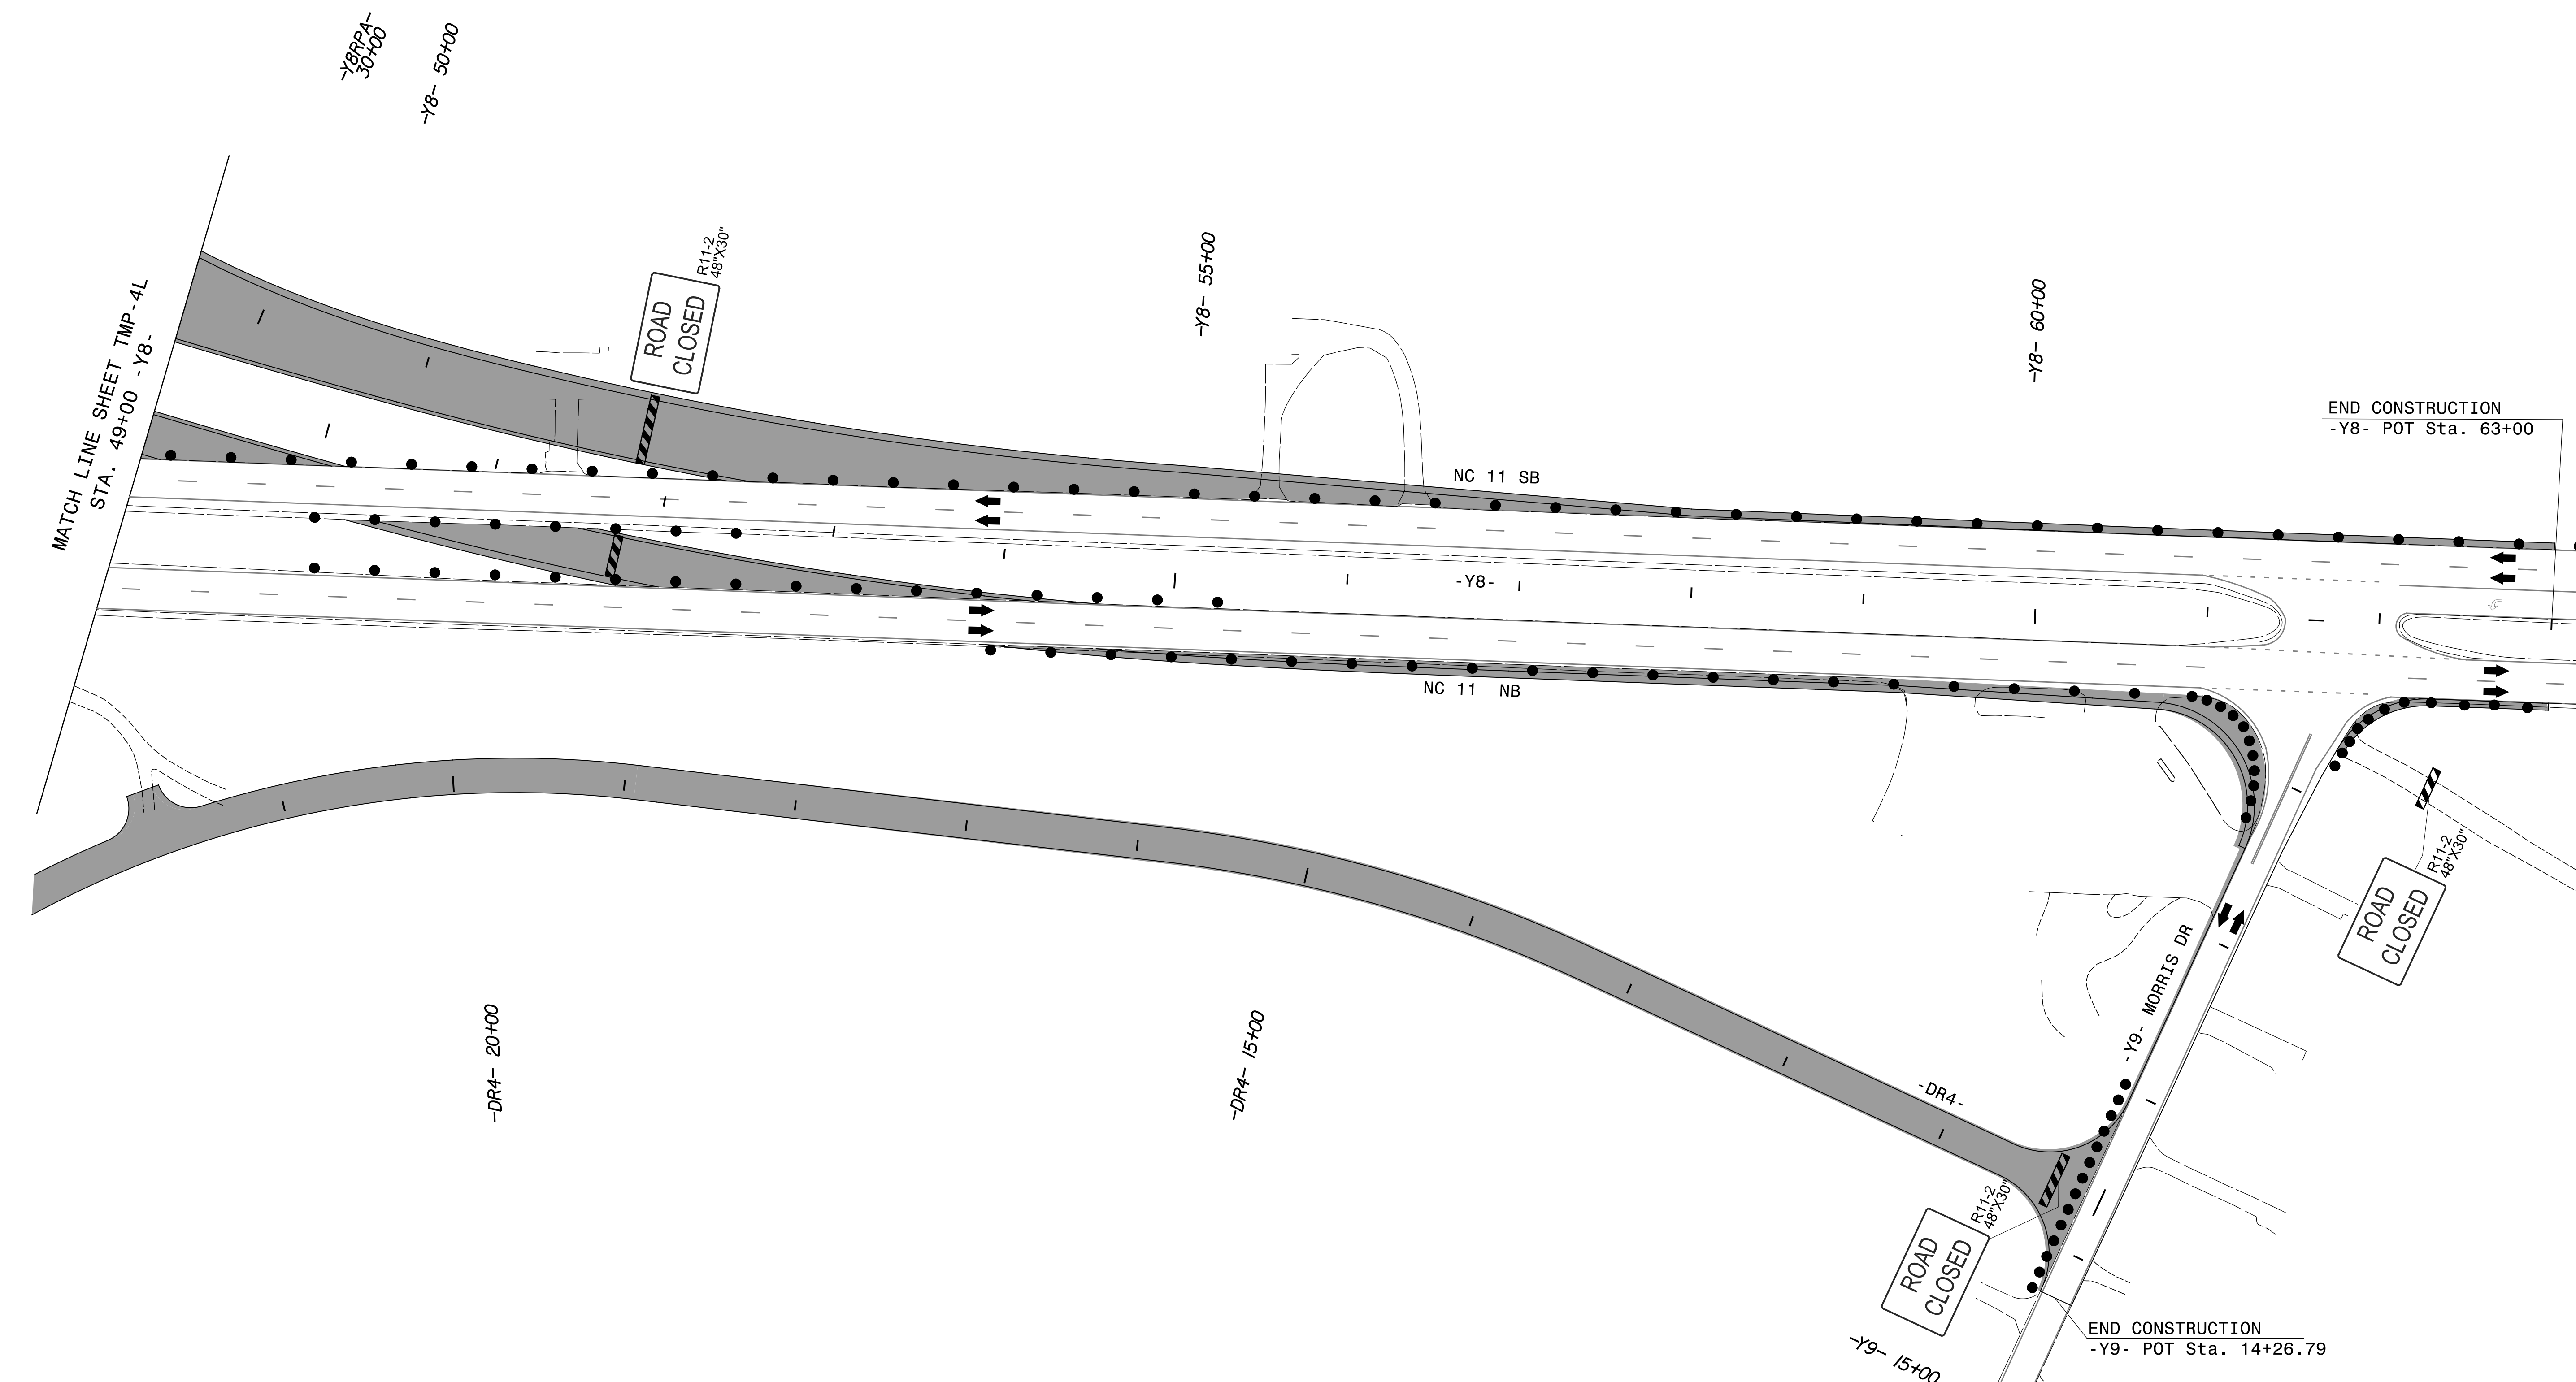 -Y8RPA-
30+00
-Y8- 50+00
MATCH LINE SHEET TMP-4L
STA. 49+00 -Y8-
ROAD
CLOSED
R11-2
48"X30"
-Y8- 55+00
NC 11 SB
-Y8- 60+00
END CONSTRUCTION
-Y8- POT Sta. 63+00
-Y8-
NC 11 NB
ROAD
CLOSED
R11-2
48"X30"
-Y9- MORRIS DR
-DR4- 20+00
-DR4- 15+00
-DR4-
ROAD
CLOSED
R11-2
48"X30"
END CONSTRUCTION
-Y9- POT Sta. 14+26.79
-Y9- 15+00